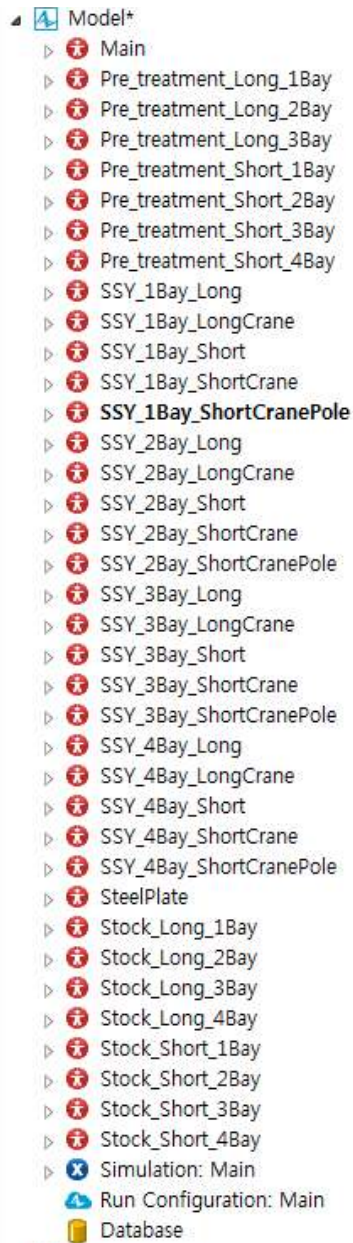 Model*
Main
Pre_treatment_Long_1Bay
Pre_treatment_Long_2Bay
Pre_treatment_Long_3Bay
Pre_treatment_Short_1Bay
Pre_treatment_Short_2Bay
Pre_treatment_Short_3Bay
Pre_treatment_Short_4Bay
SSY_1Bay_Long
SSY_1Bay_LongCrane
SSY_1Bay_Short
SSY_1Bay_ShortCrane
SSY_1Bay_ShortCranePole
SSY_2Bay_Long
SSY_2Bay_LongCrane
SSY_2Bay_Short
SSY_2Bay_ShortCrane
SSY_2Bay_ShortCranePole
SSY_3Bay_Long
SSY_3Bay_LongCrane
SSY_3Bay_Short
SSY_3Bay_ShortCrane
SSY_3Bay_ShortCranePole
SSY_4Bay_Long
SSY_4Bay_LongCrane
SSY_4Bay_Short
SSY_4Bay_ShortCrane
SSY_4Bay_ShortCranePole
SteelPlate
Stock_Long_1Bay
Stock_Long_2Bay
Stock_Long_3Bay
Stock_Long_4Bay
Stock_Short_1Bay
Stock_Short_2Bay
Stock_Short_3Bay
Stock_Short_4Bay
Simulation: Main
Run Configuration: Main
Database